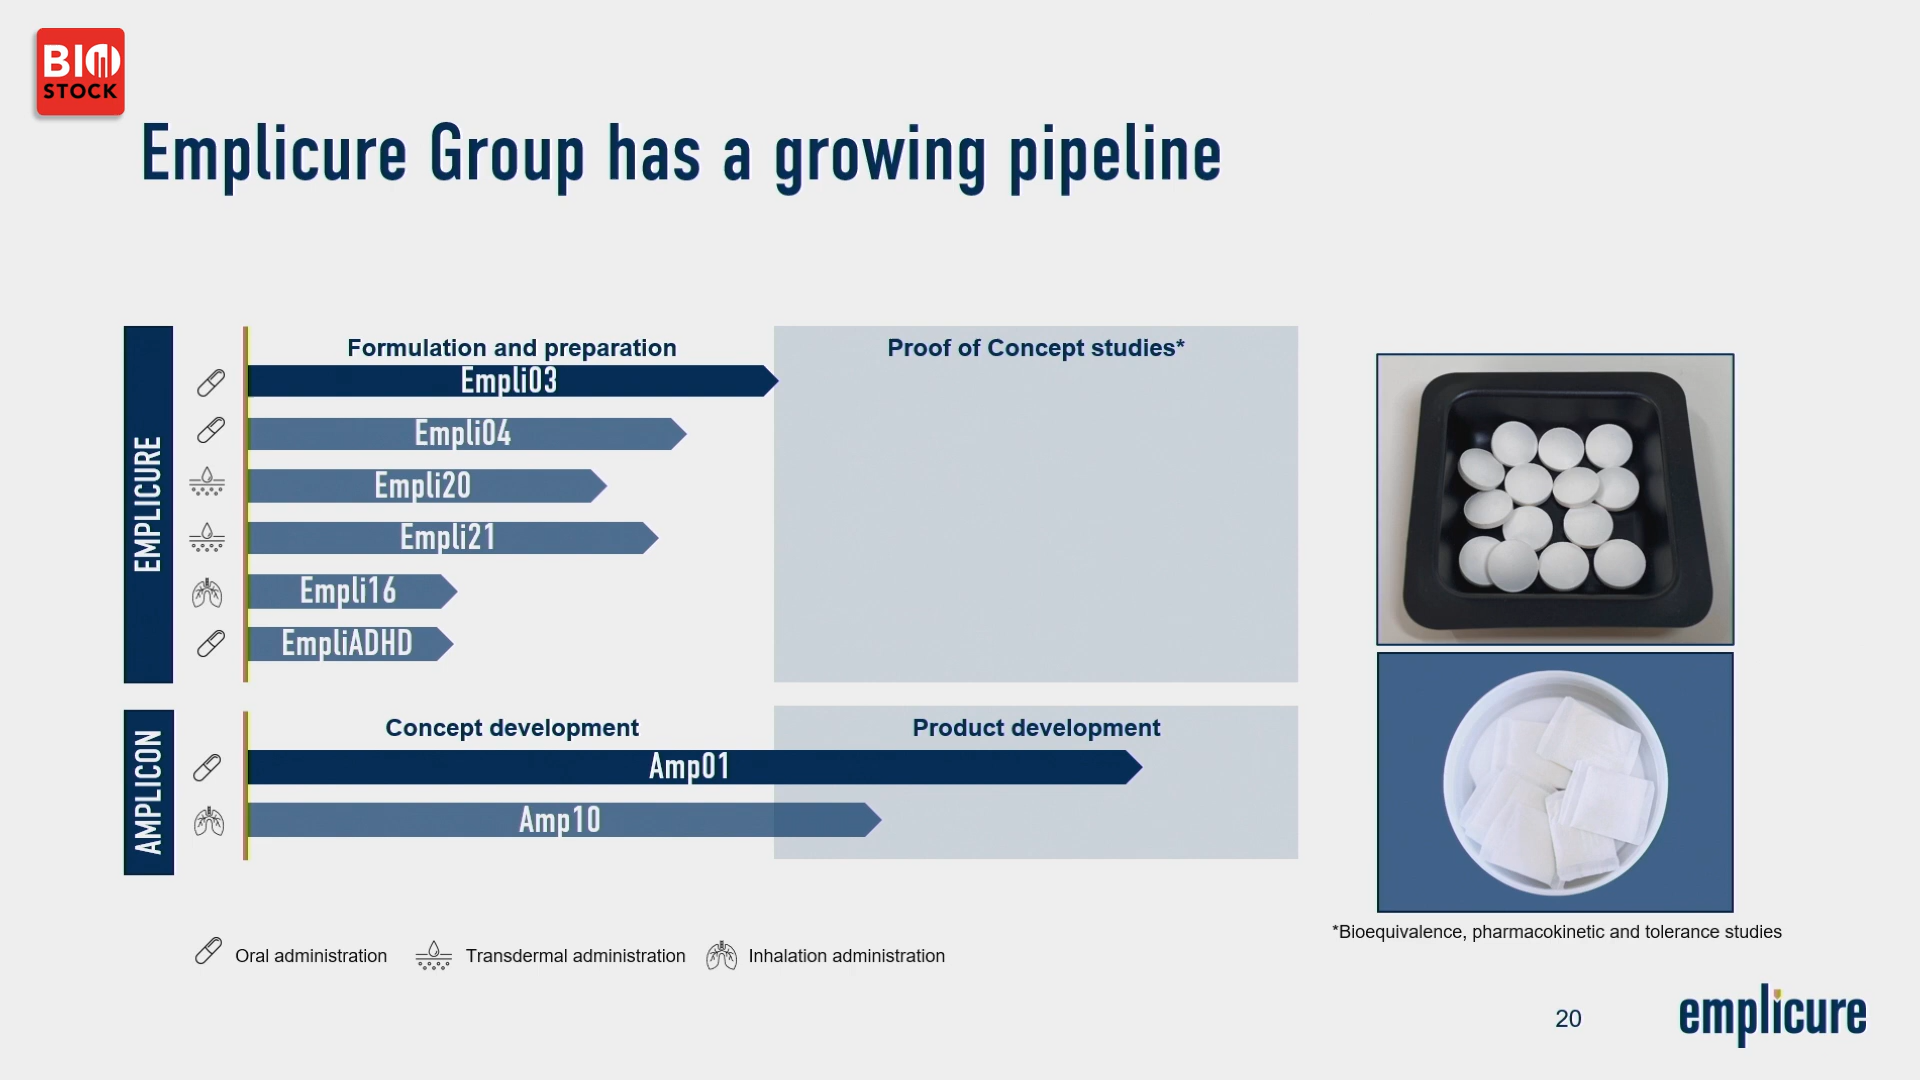 BIO
STOCK
Emplicure Group has a growing pipeline
EMPLICURE
Formulation and preparation
Proof of Concept studies*
Empli03
Empli04
Empli20
Empli21
Empli16
EmpliADHD
AMPLICON
Concept development
Product development
Amp01
Amp10
Oral administration
Transdermal administration
Inhalation administration
*Bioequivalence, pharmacokinetic and tolerance studies
20
emplicure